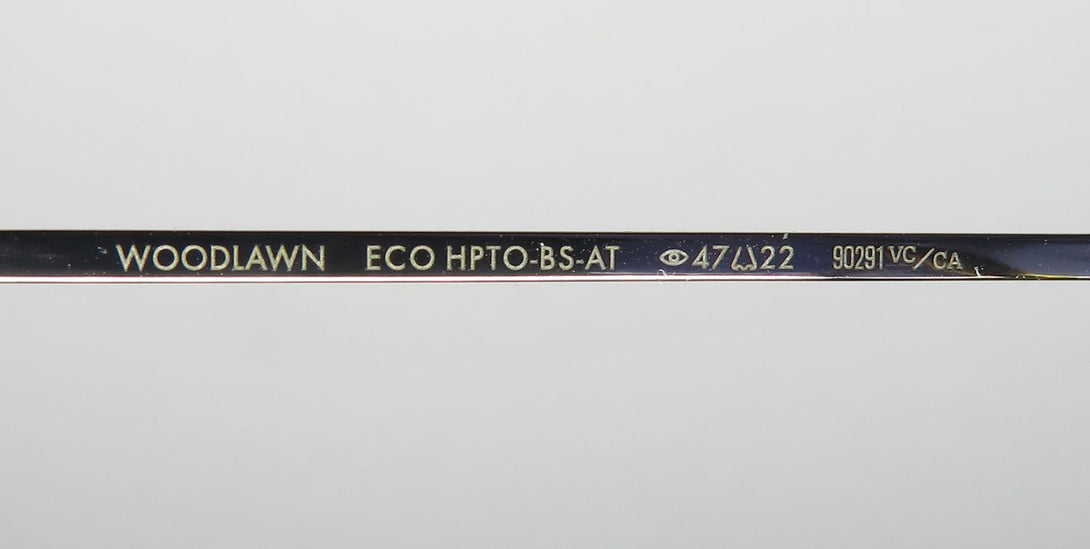 WOODLAWN ECO HPTO-BS-AT 47 22 90291 VC/CA